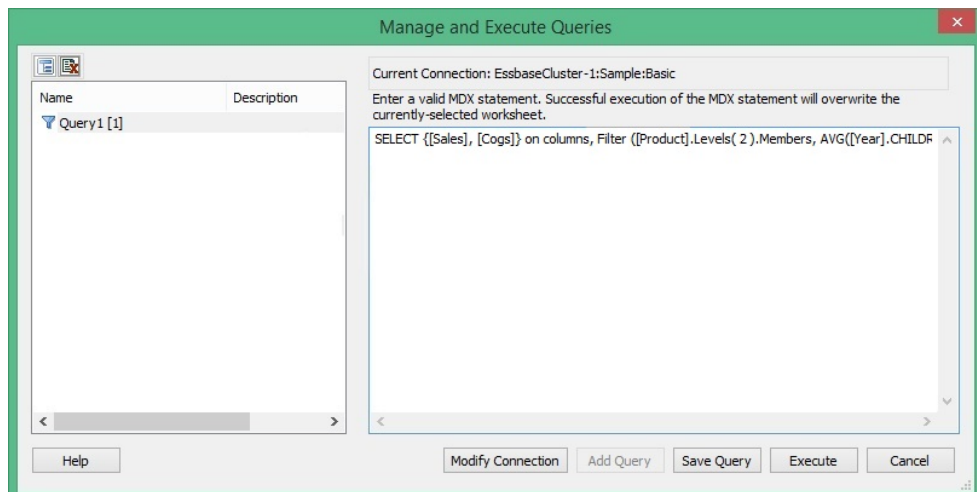 Manage and Execute Queries
Current Connection: EssbaseCluster-1:Sample:Basic
Name Description
Enter a valid MDX statement. Successful execution of the MDX statement will overwrite the
currently-selected worksheet.
Query1 [1]
SELECT {[Sales], [Cogs]} on columns, Filter ([Product].Levels( 2 ).Members, AVG([Year].CHILDR
Help
Modify Connection
Add Query
Save Query
Execute
Cancel